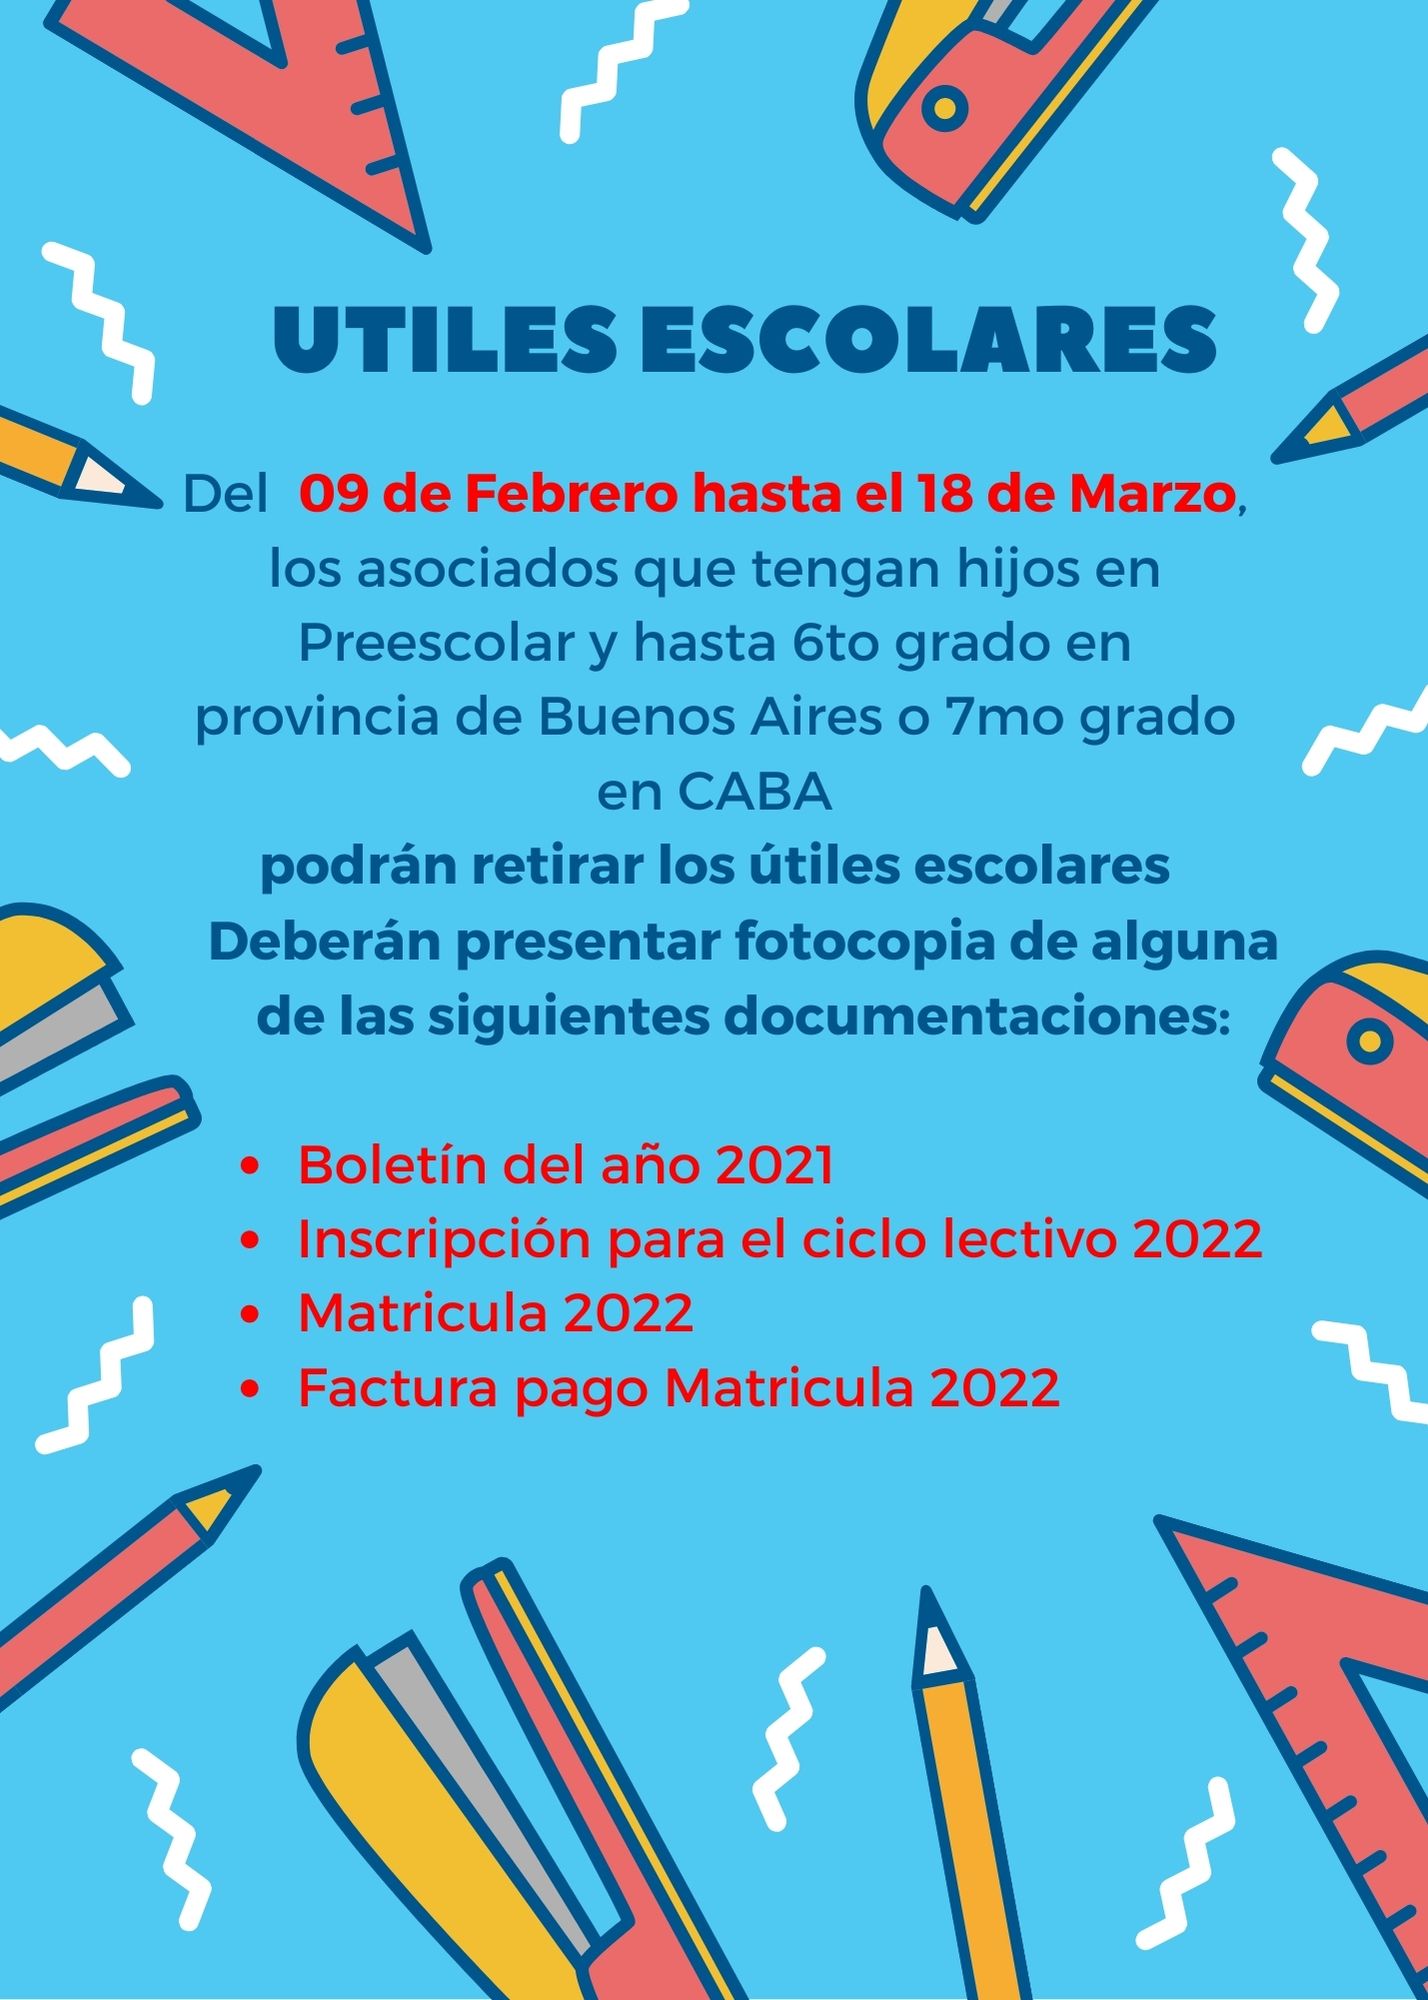 UTILES ESCOLARES
Del 09 de Febrero hasta el 18 de Marzo,
los asociados que tengan hijos en
Preescolar y hasta 6to grado en
provincia de Buenos Aires o 7mo grado
en CABA
podrán retirar los útiles escolares
Deberán presentar fotocopia de alguna
de las siguientes documentaciones:
• Boletín del año 2021
• Inscripción para el ciclo lectivo 2022
• Matricula 2022
• Factura pago Matricula 2022